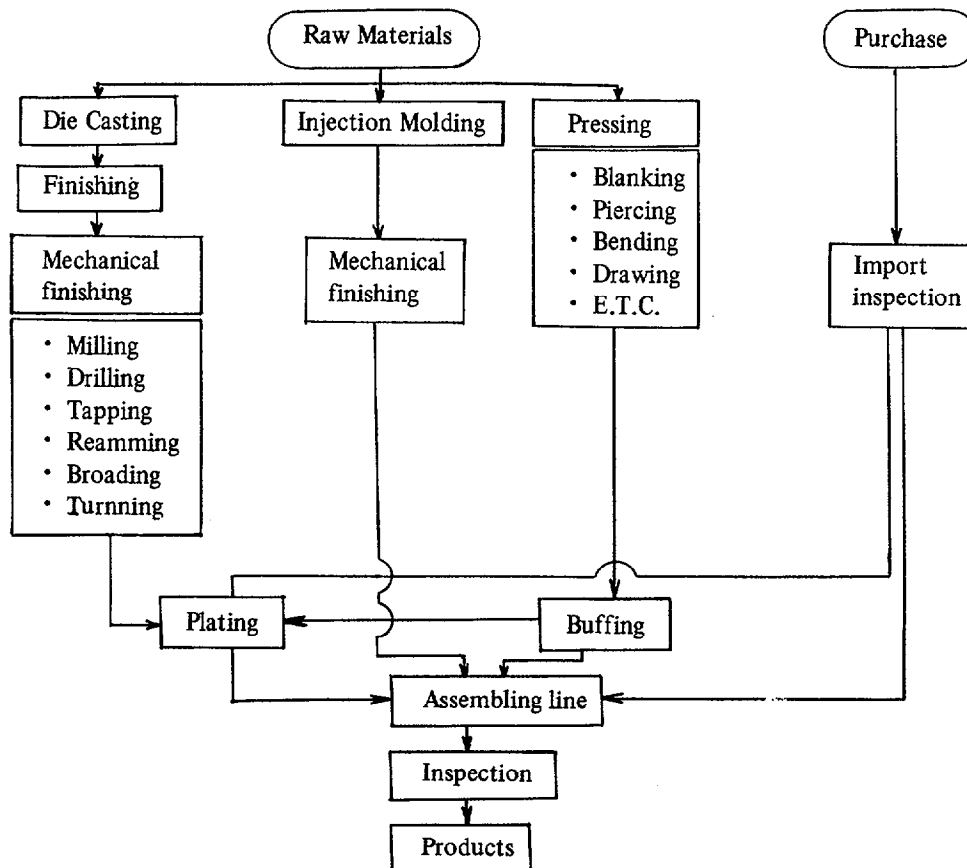 Raw Materials
Purchase
Die Casting
Injection Molding
Pressing
Finishing
• Blanking
• Piercing
• Bending
• Drawing
• E.T.C.
Mechanical
finishing
Mechanical
finishing
Import
inspection
• Milling
• Drilling
• Tapping
• Reamming
• Broading
• Turnning
Plating
Buffing
Assembling line
Inspection
Products